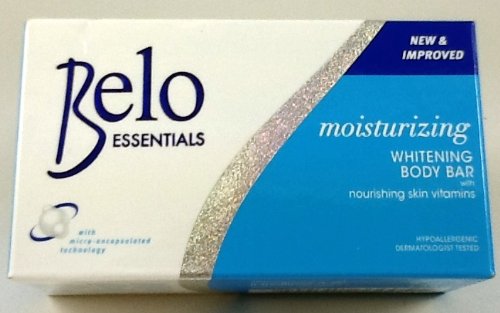 Belo
ESSENTIALS
with
micro-encapsulated
technology
NEW &
IMPROVED
moisturizing
WHITENING
BODY BAR
with
nourishing skin vitamins
HYPOALLERGENIC
DERMATOLOGIST TESTED